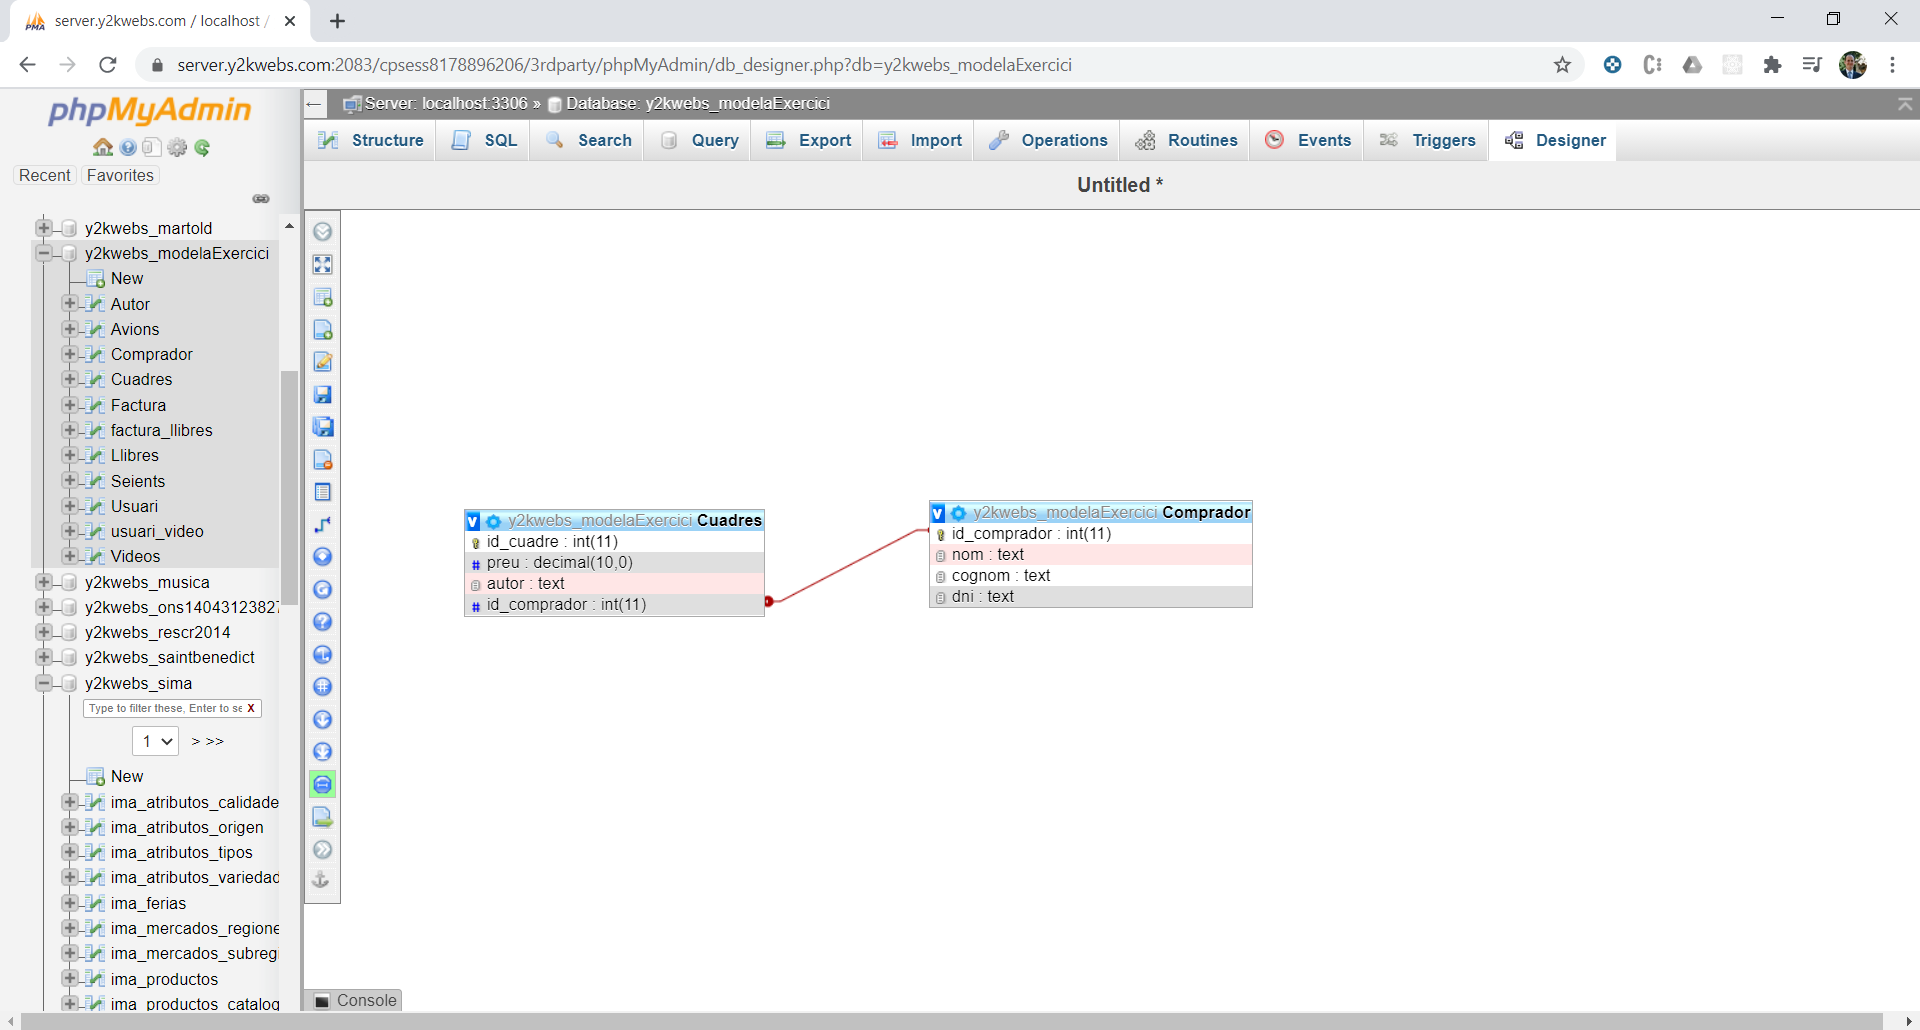 server.y2kwebs.com / localhost /
server.y2kwebs.com:2083/cpsess8178896206/3rdparty/phpMyAdmin/db_designer.php?db=y2kwebs_modelaExercici
phpMyAdmin
Recent Favorites
y2kwebs_martold
y2kwebs_modelaExercici
New
Autor
Avions
Comprador
Cuadres
Factura
factura_llibres
Llibres
Seients
Usuari
usuari_video
Videos
y2kwebs_musica
y2kwebs_ons14043123827
y2kwebs_rescr2014
y2kwebs_saintbenedict
y2kwebs_sima
Type to filter these, Enter to se X
1 > >>
New
ima_atributos_calidade
ima_atributos_origen
ima_atributos_tipos
ima_atributos_variedad
ima_ferias
ima_mercados_regione
ima_mercados_subreg
ima_productos
ima_productos_catalog
Server: localhost:3306 » Database: y2kwebs_modelaExercici
Structure SQL Search Query Export Import Operations Routines Events Triggers Designer
Untitled *
y2kwebs_modelaExercici Cuadres
id_cuadre : int(11)
preu : decimal(10,0)
autor : text
id_comprador : int(11)
y2kwebs_modelaExercici Comprador
id_comprador : int(11)
nom : text
cognom : text
dni : text
Console